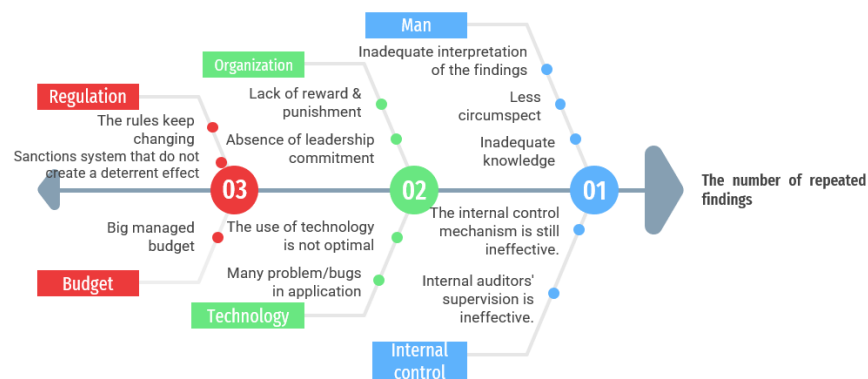 Man
Inadequate interpretation
of the findings
Less
circumspect
Inadequate
knowledge
Organization
Lack of reward &
punishment
Absence of leadership
commitment
Regulation
The rules keep
changing
Sanctions system that do not
create a deterrent effect
03
02
01
The number of repeated
findings
Big managed
budget
Budget
The use of technology
is not optimal
Many problem/bugs
in application
Technology
The internal control
mechanism is still
ineffective.
Internal auditors'
supervision is
ineffective.
Internal
control